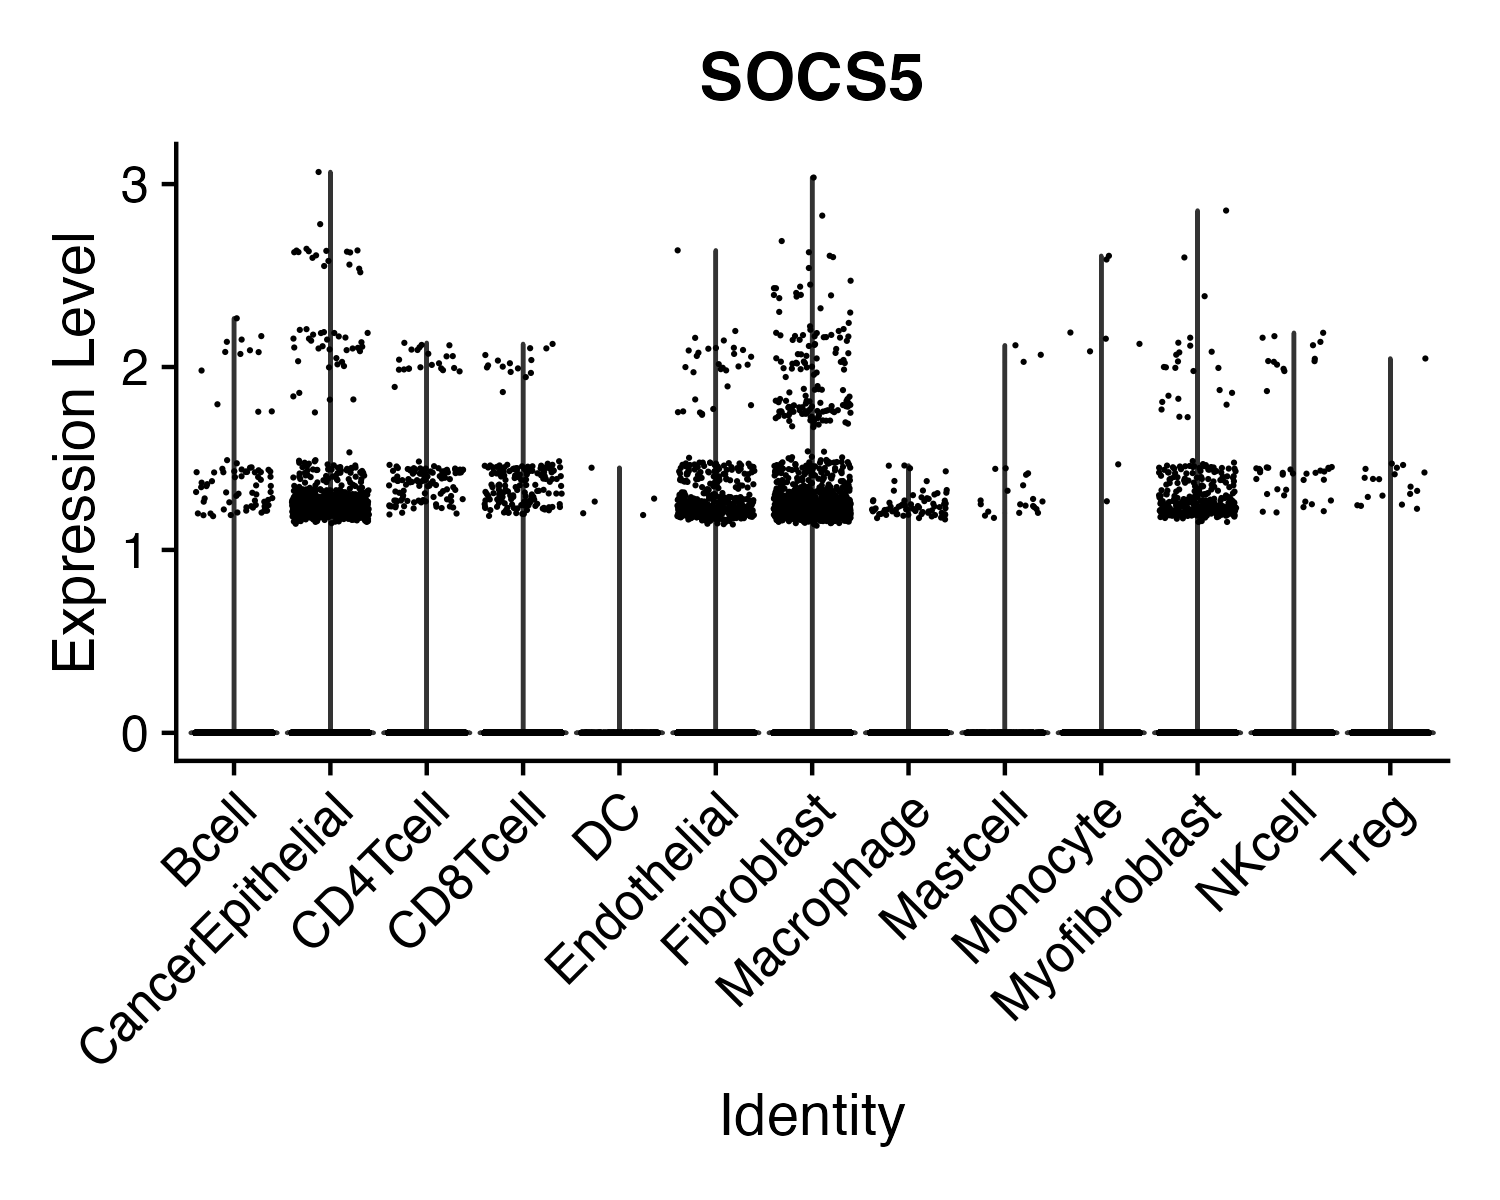 SOCS5
Expression Level
3
2
1
0
Bcell
CancerEpithelial
CD4Tcell
CD8Tcell
DC
Endothelial
Fibroblast
Macrophage
Mastcell
Monocyte
Myofibroblast
NKcell
Treg
Identity